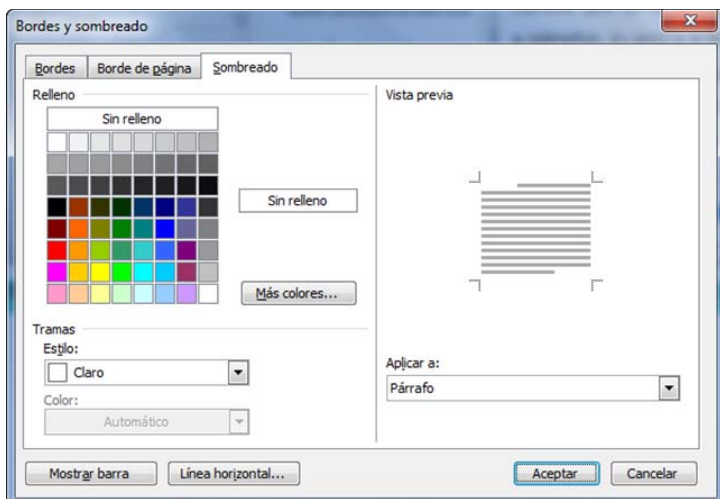 Bordes y sombreado
Bordes
Borde de página
Sombreado
Relleno
Sin relleno
Sin relleno
Más colores...
Tramas
Estilo:
Claro
Color:
Automático
Vista previa
Aplicar a:
Párrafo
Mostrar barra
Línea horizontal...
Aceptar
Cancelar